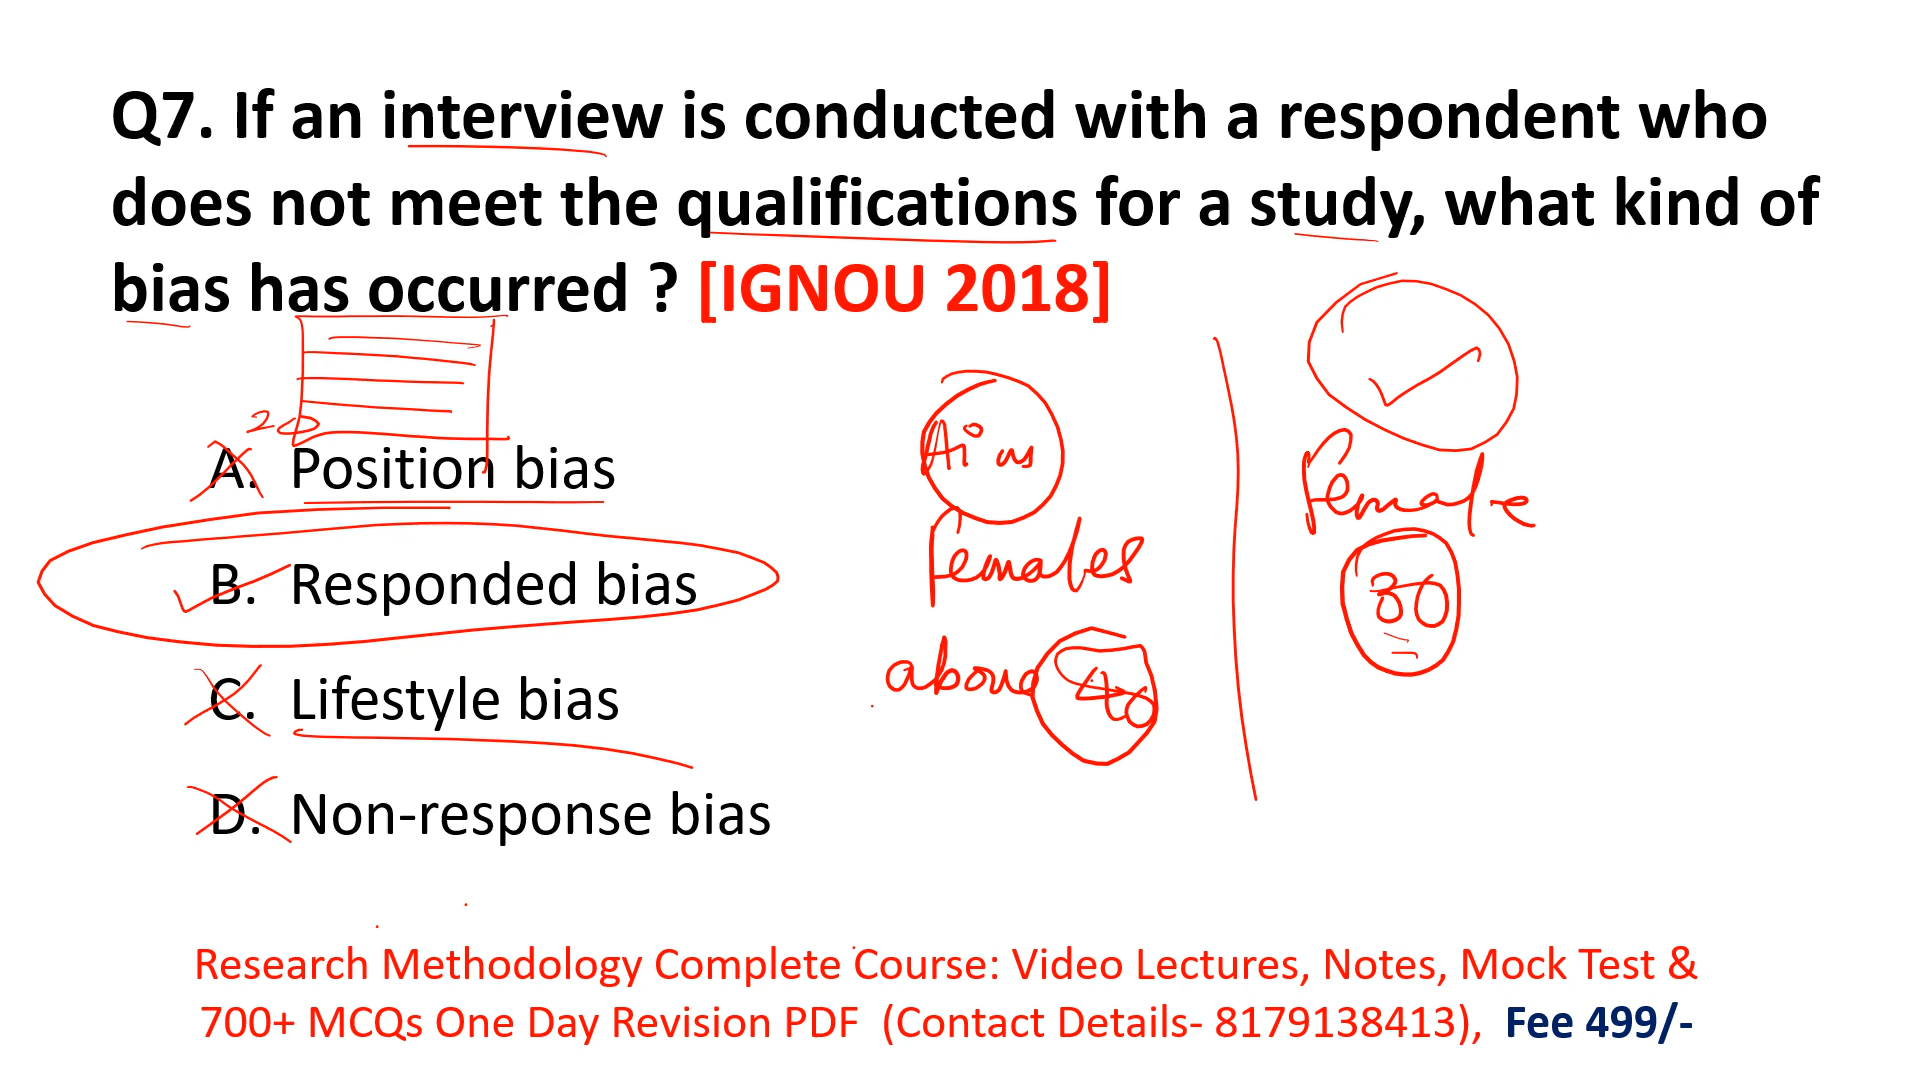 Q7. If an interview is conducted with a respondent who
does not meet the qualifications for a study, what kind of
bias has occurred ? [IGNOU 2018]
20
A. Position bias
B. Responded bias
C. Lifestyle bias
D. Non-response bias
Females
above 40
Female
30
Research Methodology Complete Course: Video Lectures, Notes, Mock Test &
700+ MCQs One Day Revision PDF (Contact Details- 8179138413), Fee 499/-